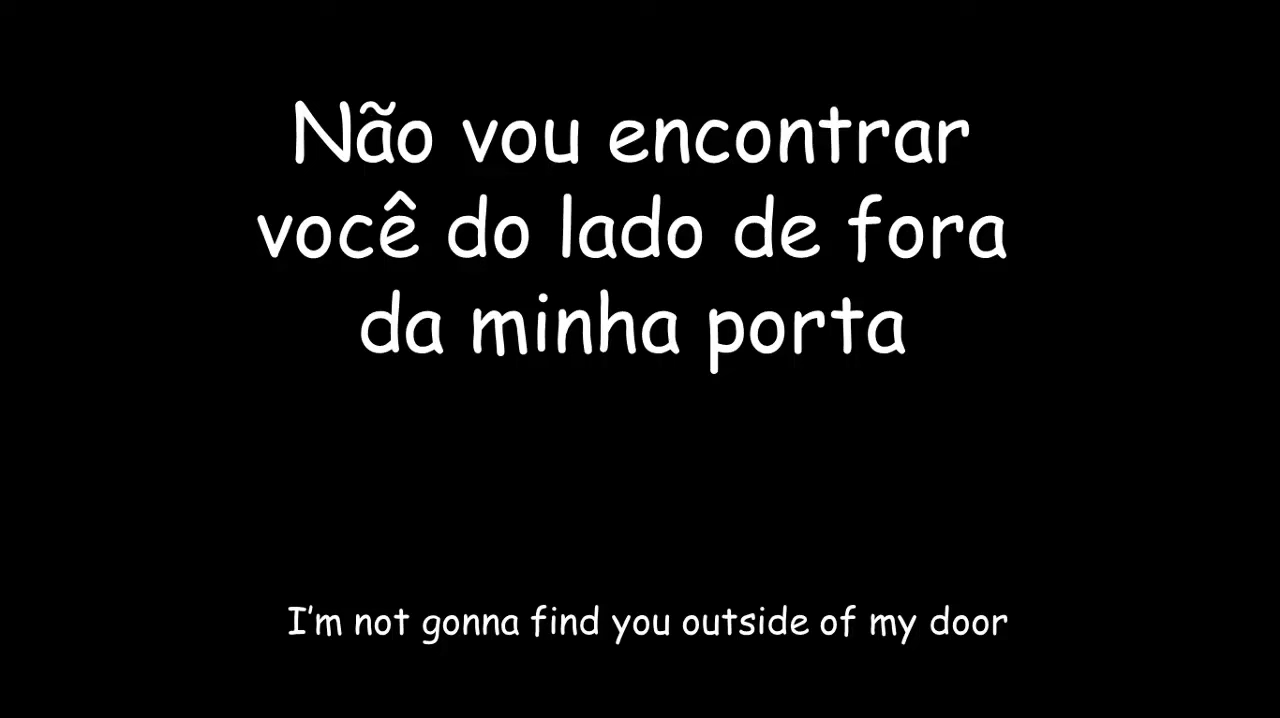 Não vou encontrar
você do lado de fora
da minha porta
I'm not gonna find you outside of my door